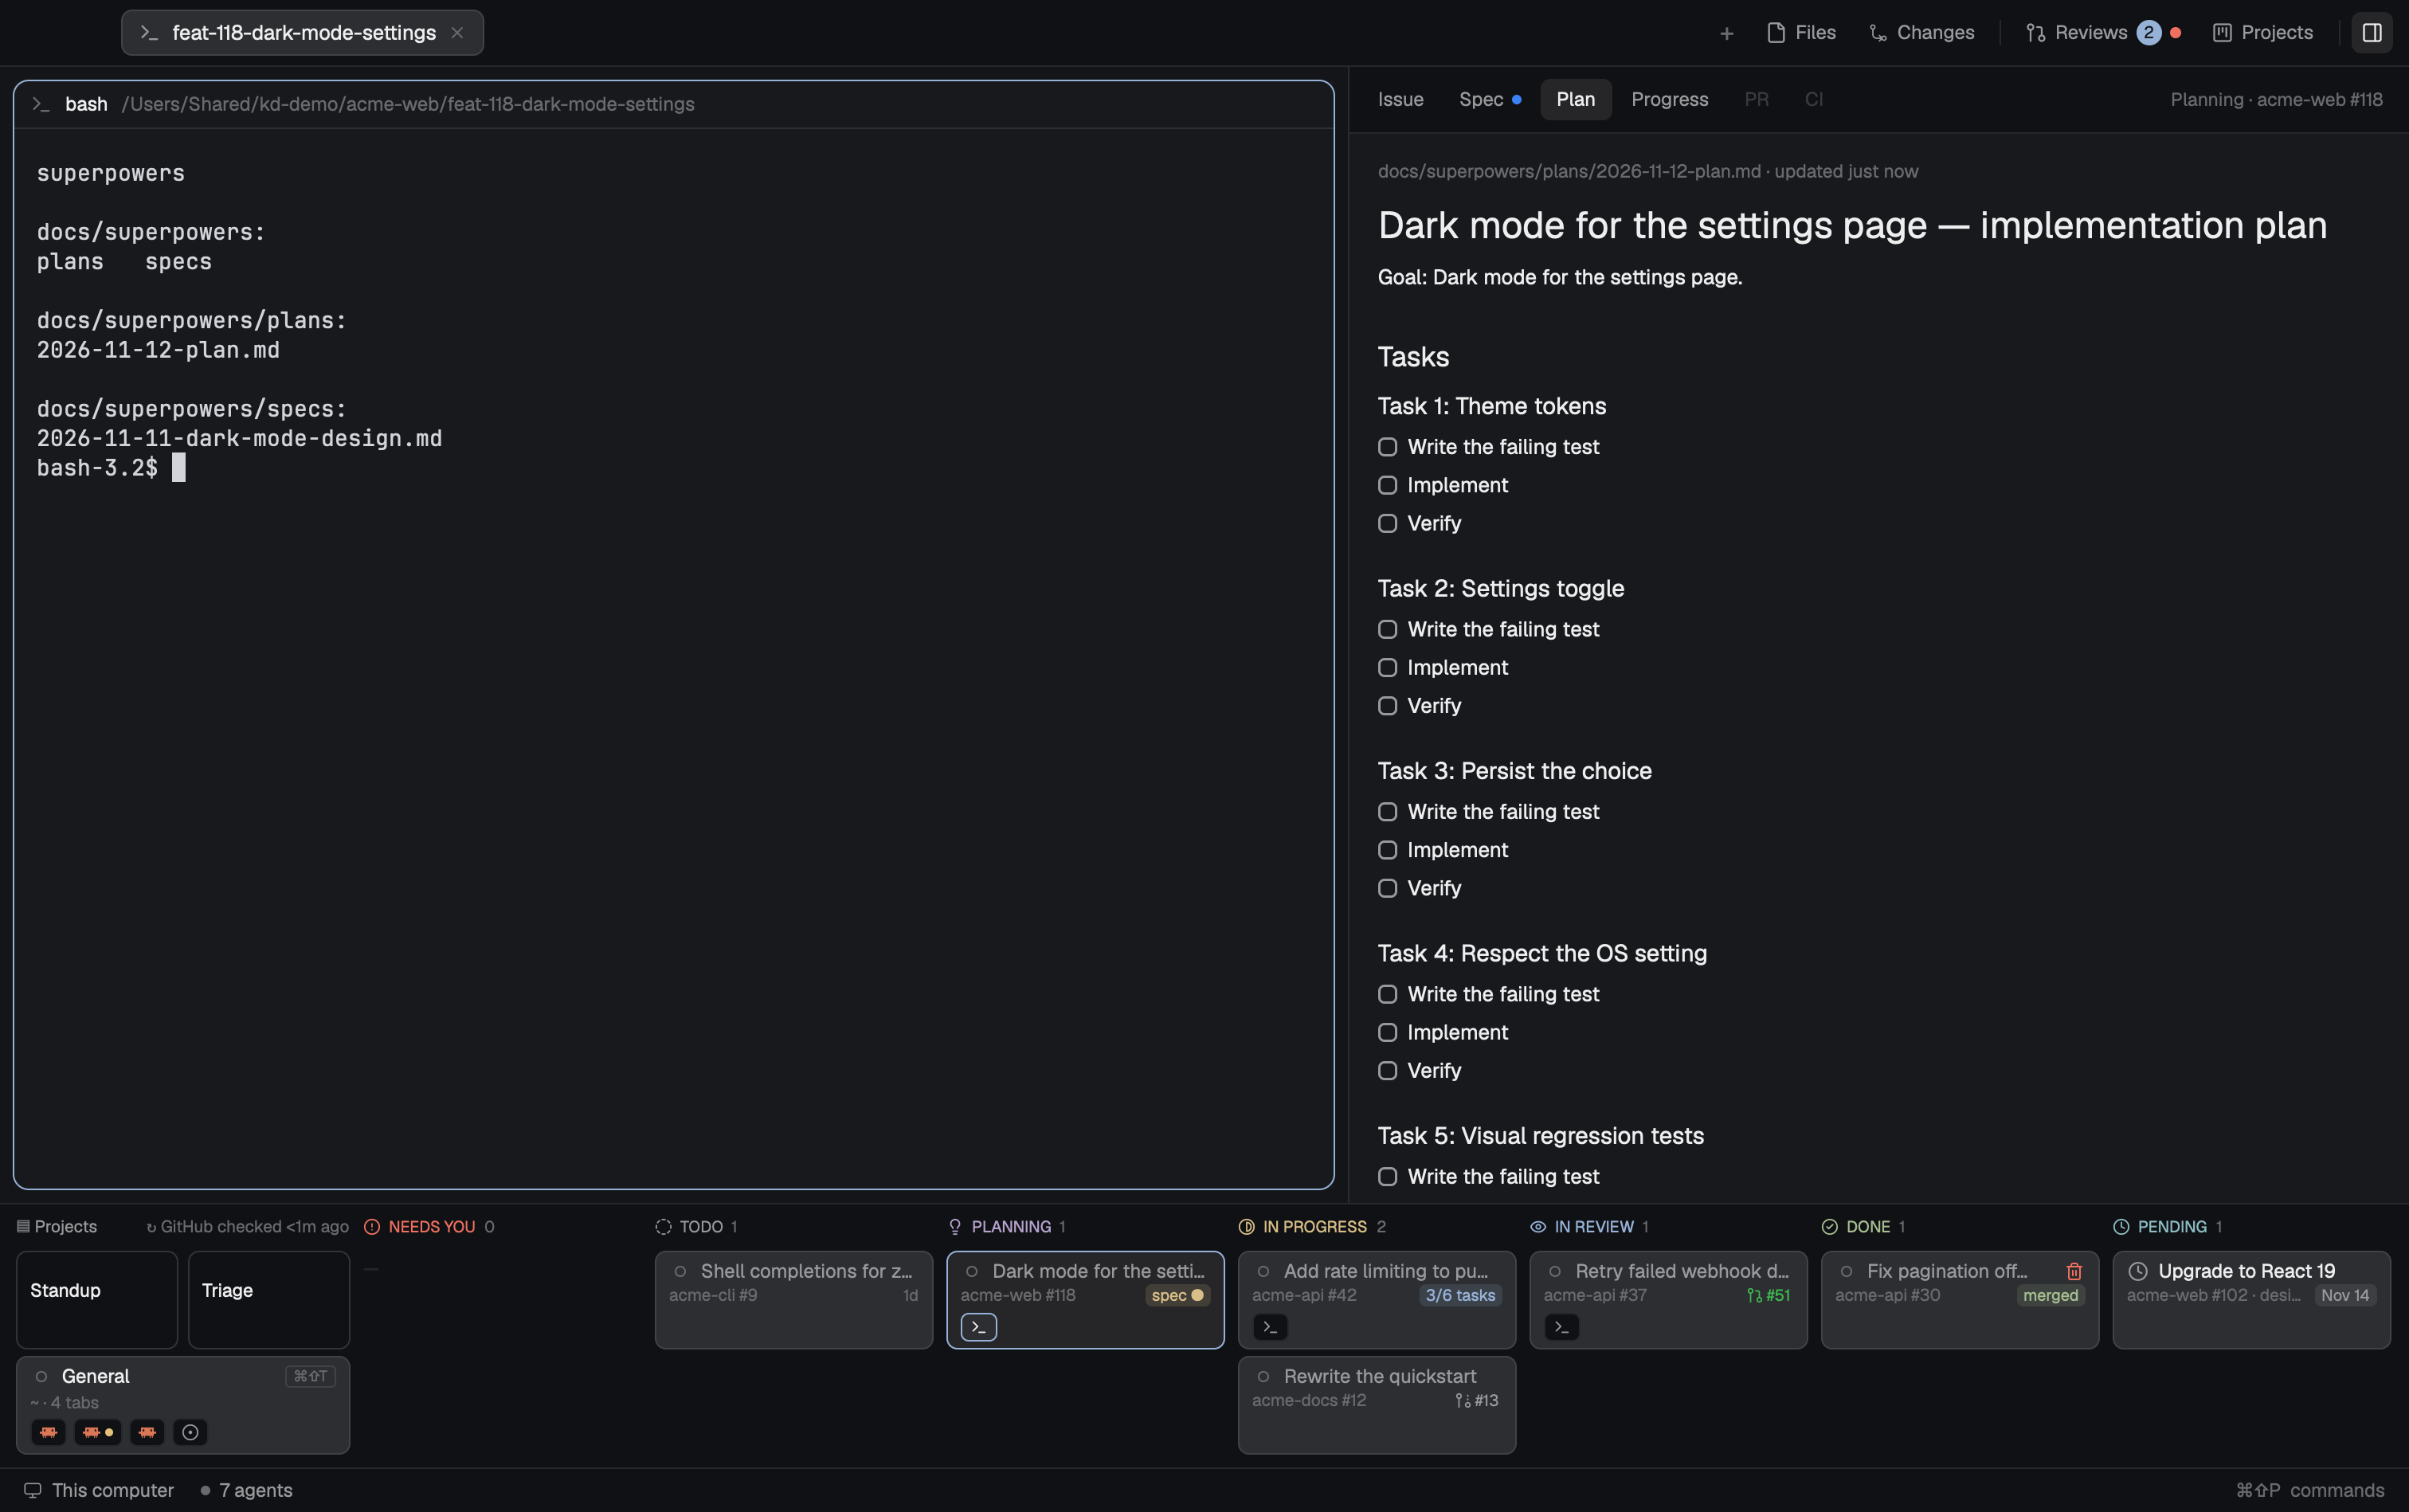 feat-118-dark-mode-settings
Files
Changes
Reviews 2
Projects
bash /Users/Shared/kd-demo/acme-web/feat-118-dark-mode-settings
superpowers
docs/superpowers:
plans specs
docs/superpowers/plans:
2026-11-12-plan.md
docs/superpowers/specs:
2026-11-11-dark-mode-design.md
bash-3.2$
Issue Spec Plan Progress PR CI Planning · acme-web #118
docs/superpowers/plans/2026-11-12-plan.md · updated just now
Dark mode for the settings page — implementation plan
Goal: Dark mode for the settings page.
Tasks
Task 1: Theme tokens
Write the failing test
Implement
Verify
Task 2: Settings toggle
Write the failing test
Implement
Verify
Task 3: Persist the choice
Write the failing test
Implement
Verify
Task 4: Respect the OS setting
Write the failing test
Implement
Verify
Task 5: Visual regression tests
Write the failing test
Projects
GitHub checked <1m ago
Standup
Triage
General ⌘⇧T
~ · 4 tabs
NEEDS YOU 0
—
TODO 1
Shell completions for z...
acme-cli #9 1d
PLANNING 1
Dark mode for the setti...
acme-web #118 spec
IN PROGRESS 2
Add rate limiting to pu...
acme-api #42 3/6 tasks
Rewrite the quickstart
acme-docs #12 #13
IN REVIEW 1
Retry failed webhook d...
acme-api #37 #51
DONE 1
Fix pagination off...
acme-api #30 merged
PENDING 1
Upgrade to React 19
acme-web #102 · desi... Nov 14
This computer
7 agents
⌘⇧P commands